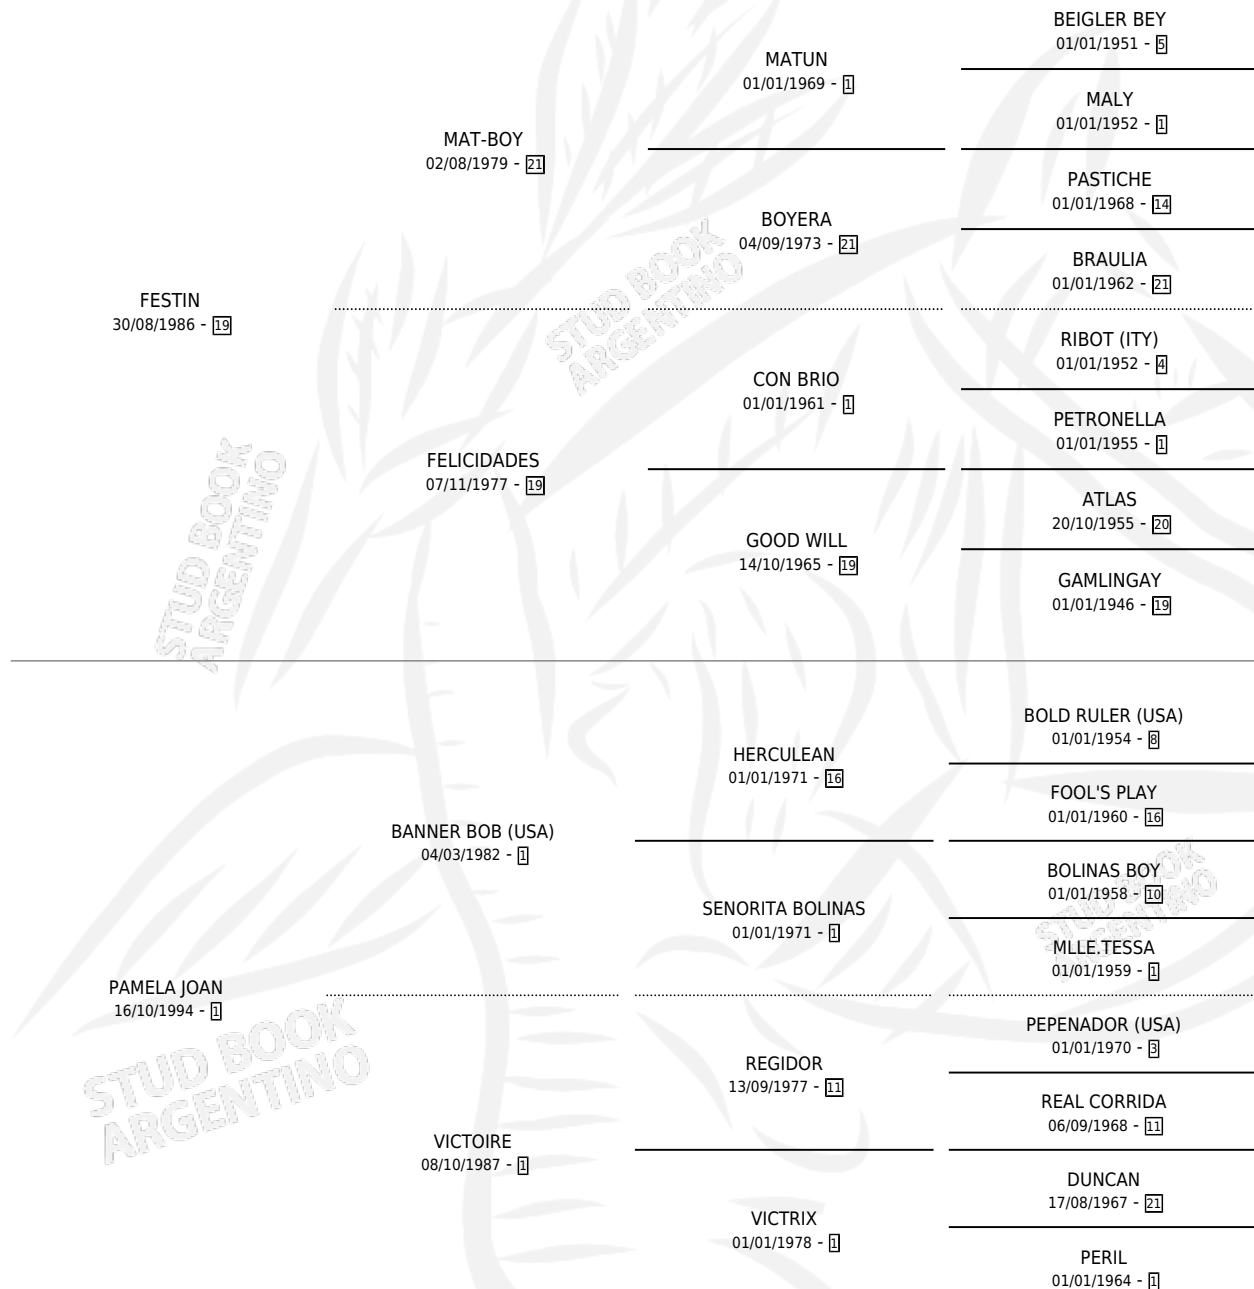 BEIGLER BEY
01/01/1951 - 5
MATUN
01/01/1969 - 1
MALY
01/01/1952 - 1
MAT-BOY
02/08/1979 - 21
PASTICHE
01/01/1968 - 14
BOYERA
04/09/1973 - 21
BRAULIA
01/01/1962 - 21
FESTIN
30/08/1986 - 19
RIBOT (ITY)
01/01/1952 - 4
CON BRIO
01/01/1961 - 1
PETRONELLA
01/01/1955 - 1
FELICIDADES
07/11/1977 - 19
ATLAS
20/10/1955 - 20
GOOD WILL
14/10/1965 - 19
GAMLINGAY
01/01/1946 - 19
BOLD RULER (USA)
01/01/1954 - 8
HERCULEAN
01/01/1971 - 16
FOOL'S PLAY
01/01/1960 - 16
BANNER BOB (USA)
04/03/1982 - 1
BOLINAS BOY
01/01/1958 - 10
SENORITA BOLINAS
01/01/1971 - 1
MLLE.TESSA
01/01/1959 - 1
PAMELA JOAN
16/10/1994 - 1
PEPENADOR (USA)
01/01/1970 - 3
REGIDOR
13/09/1977 - 11
REAL CORRIDA
06/09/1968 - 11
VICTOIRE
08/10/1987 - 1
DUNCAN
17/08/1967 - 21
VICTRIX
01/01/1978 - 1
PERIL
01/01/1964 - 1
STUD BOOK
ARGENTINO
STUD BOOK
ARGENTINO
STUD BOOK
ARGENTINO
STUD BOOK
ARGENTINO